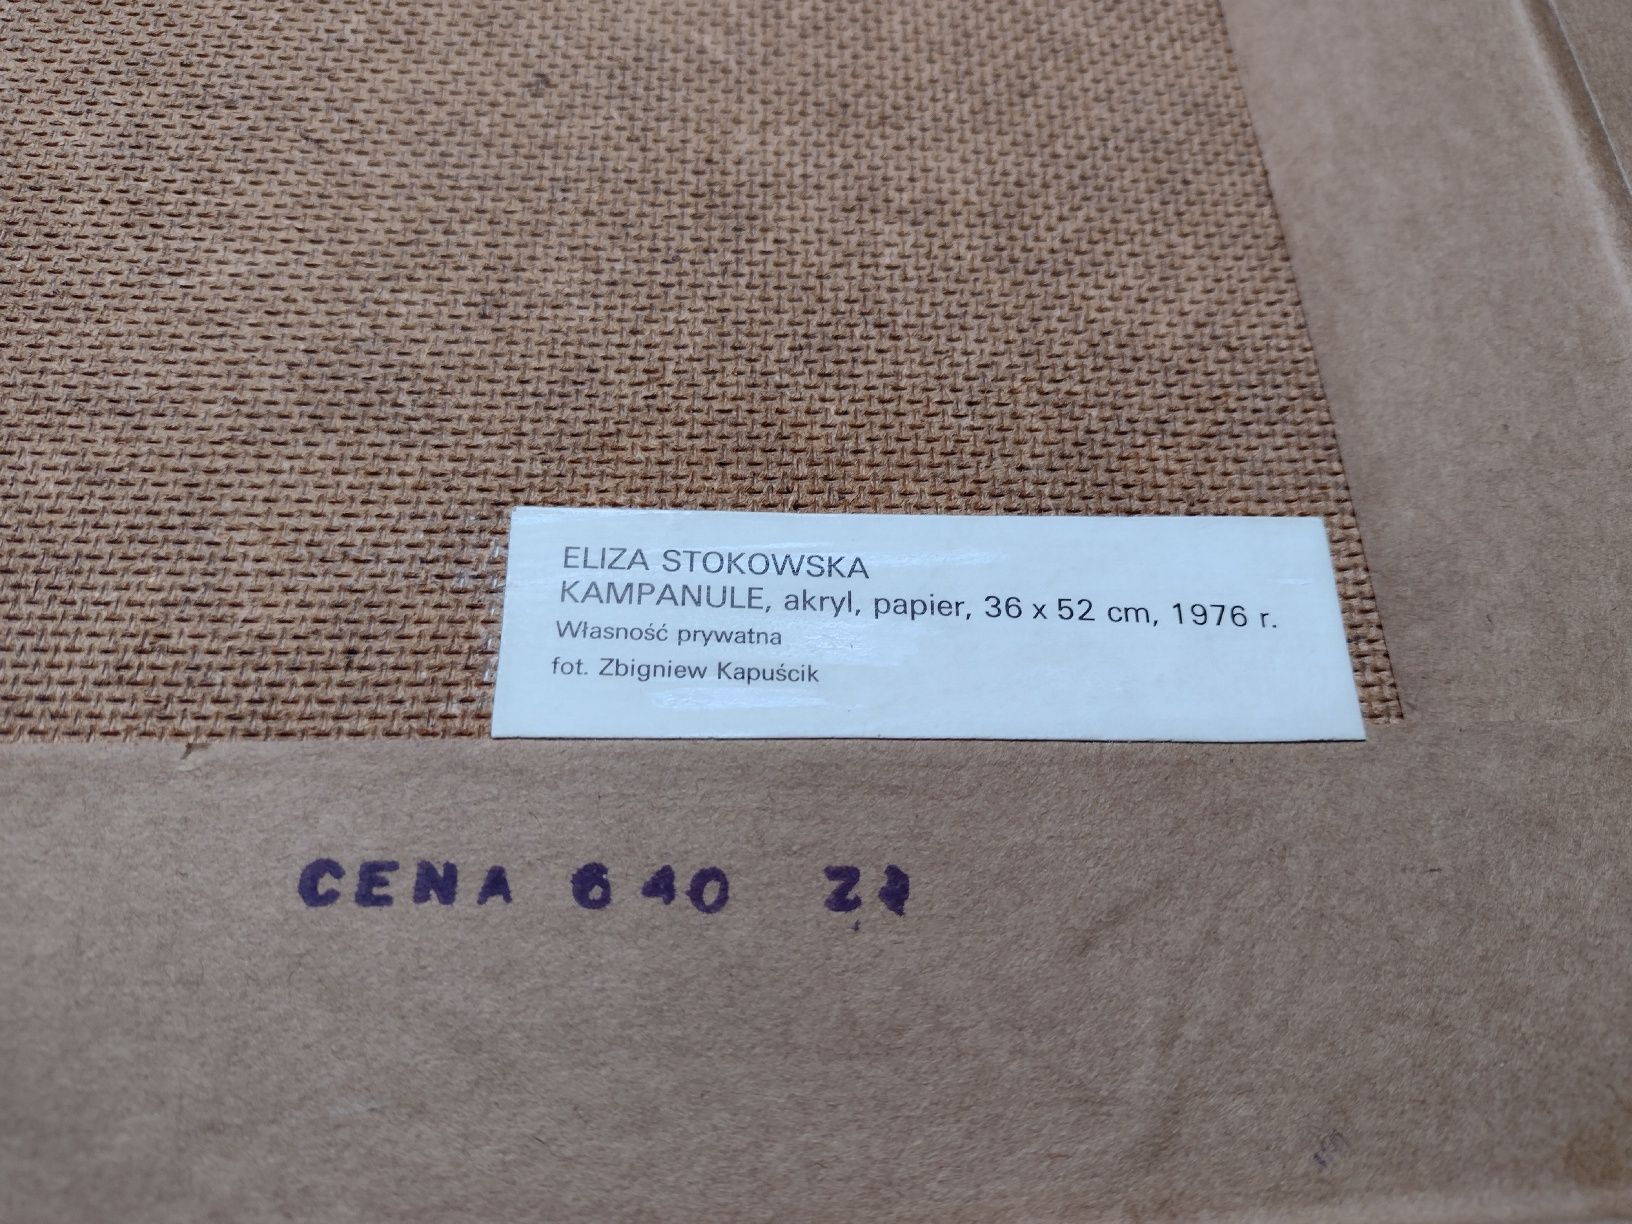 ELIZA STOKOWSKA
KAMPANULE, akryl, papier, 36 x 52 cm, 1976 r.
Własność prywatna
fot. Zbigniew Kapuścik
CENA 640 ZŁ